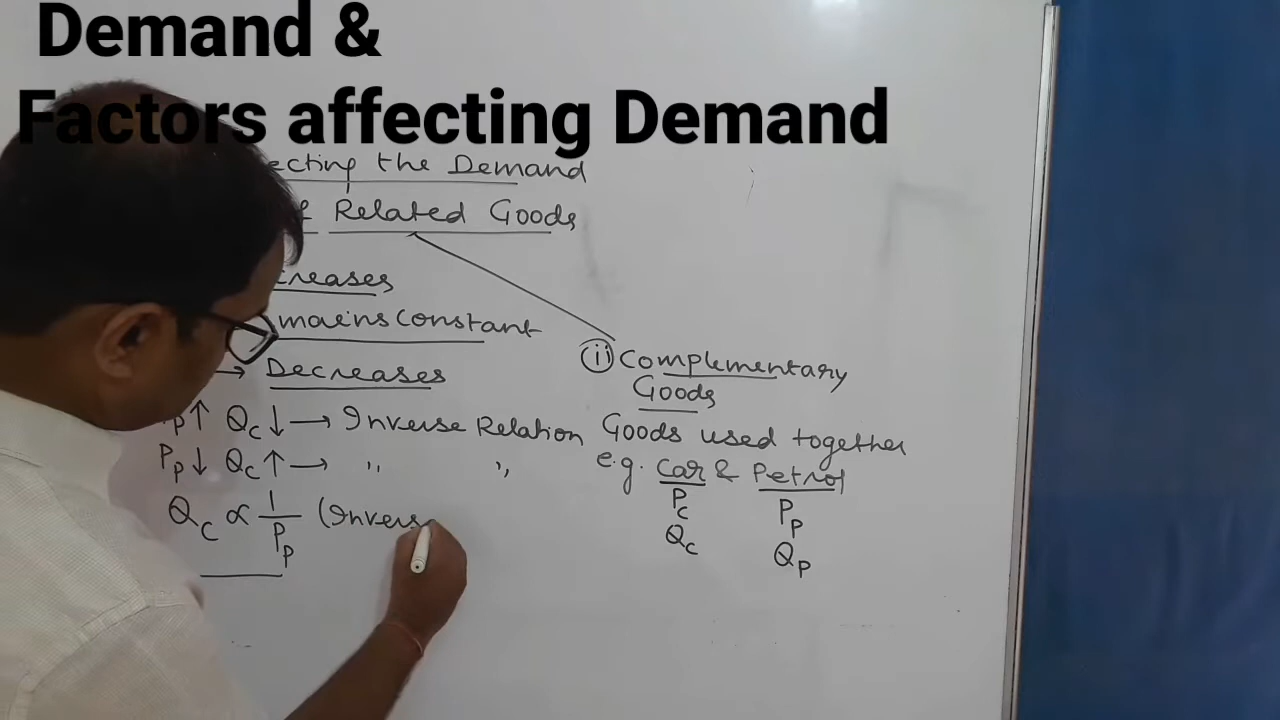 Demand &
Factors affecting Demand
ecting the Demand
Related Goods
creases
mains constant
→ Decreases
(i) Complementary
Goods
Pp↑ Qc↓ → Inverse Relation
Goods used together
Pp↓ Qc↑ → ,, ,,
e.g. Car & Petrol
Pc Pp
Qc Qp
Qc ∝ 1/Pp (Invers